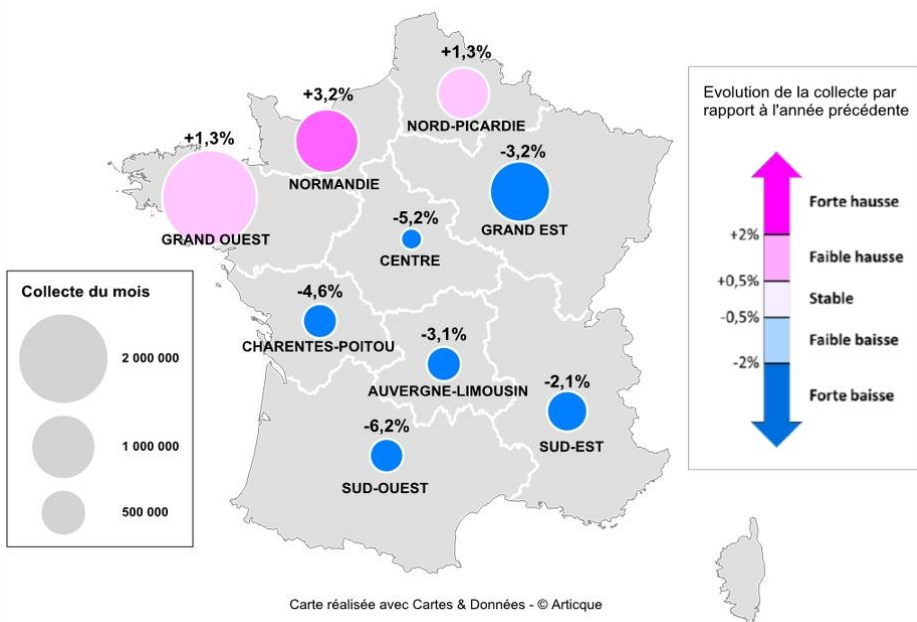 +1,3%
NORD-PICARDIE
+3,2%
NORMANDIE
+1,3%
GRAND OUEST
-3,2%
GRAND EST
-5,2%
CENTRE
-4,6%
CHARENTES-POITOU
-3,1%
AUVERGNE-LIMOUSIN
-2,1%
SUD-EST
-6,2%
SUD-OUEST
Collecte du mois
2 000 000
1 000 000
500 000
Evolution de la collecte par
rapport à l'année précédente
Forte hausse
+2%
Faible hausse
+0,5%
Stable
-0,5%
Faible baisse
-2%
Forte baisse
Carte réalisée avec Cartes & Données - © Articque